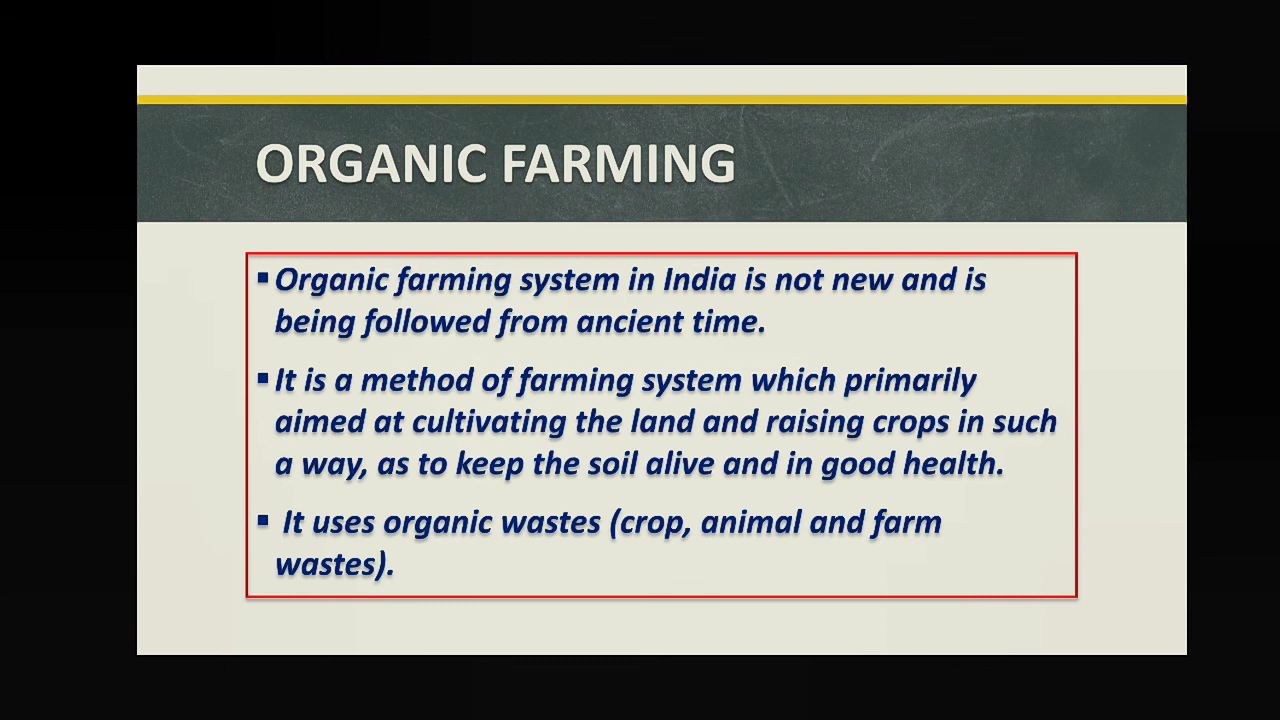 ORGANIC FARMING
▪ Organic farming system in India is not new and is
being followed from ancient time.
▪ It is a method of farming system which primarily
aimed at cultivating the land and raising crops in such
a way, as to keep the soil alive and in good health.
▪ It uses organic wastes (crop, animal and farm
wastes).